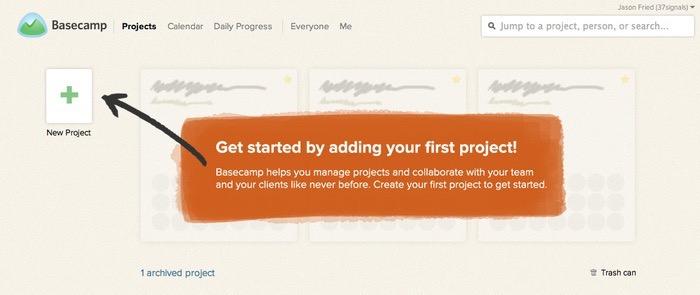 Jason Fried (37signals)
Basecamp Projects Calendar Daily Progress Everyone Me
Jump to a project, person, or search...
New Project
Get started by adding your first project!
Basecamp helps you manage projects and collaborate with your team
and your clients like never before. Create your first project to get started.
1 archived project
Trash can